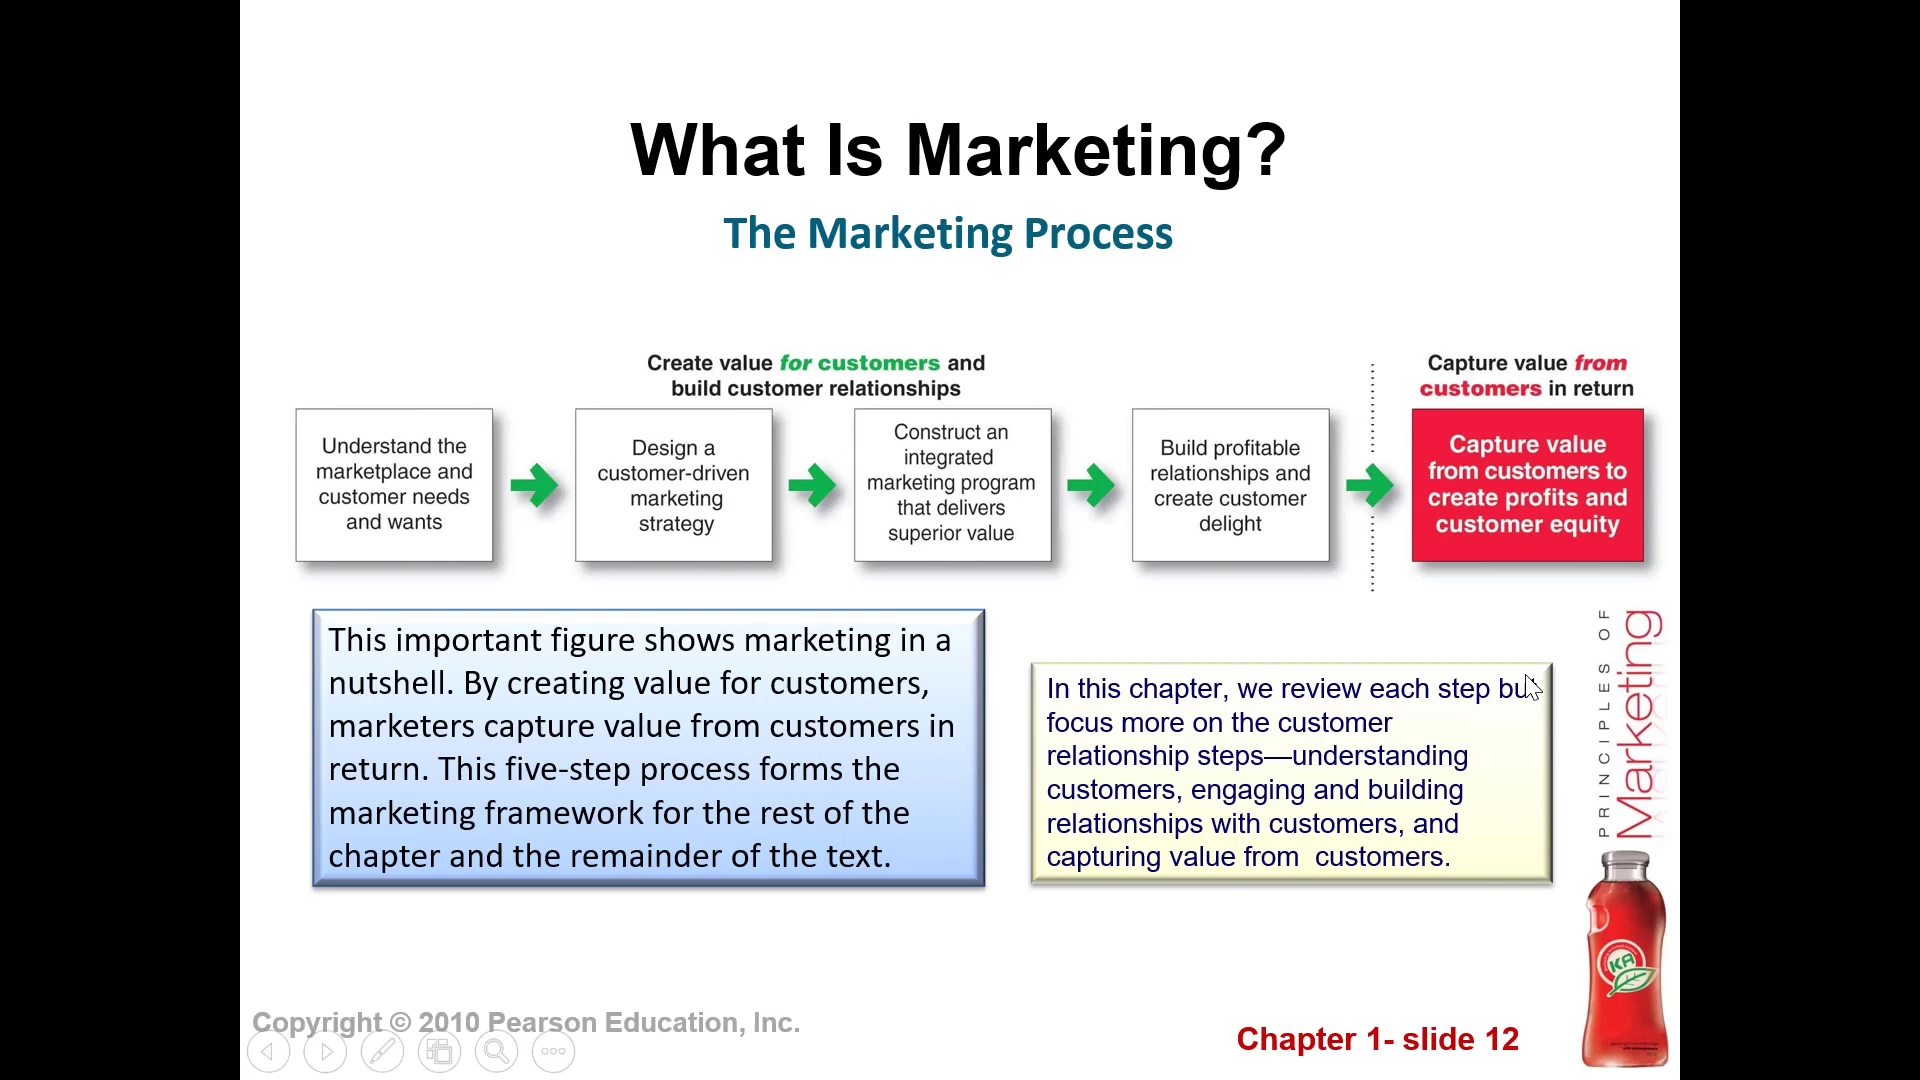 What Is Marketing?
The Marketing Process
Create value for customers and
build customer relationships
Capture value from
customers in return
Understand the
marketplace and
customer needs
and wants
Design a
customer-driven
marketing
strategy
Construct an
integrated
marketing program
that delivers
superior value
Build profitable
relationships and
create customer
delight
Capture value
from customers to
create profits and
customer equity
This important figure shows marketing in a
nutshell. By creating value for customers,
marketers capture value from customers in
return. This five-step process forms the
marketing framework for the rest of the
chapter and the remainder of the text.
In this chapter, we review each step but
focus more on the customer
relationship steps—understanding
customers, engaging and building
relationships with customers, and
capturing value from  customers.
PRINCIPLES OF
Marketing
KA
Copyright © 2010 Pearson Education, Inc.
Chapter 1- slide 12